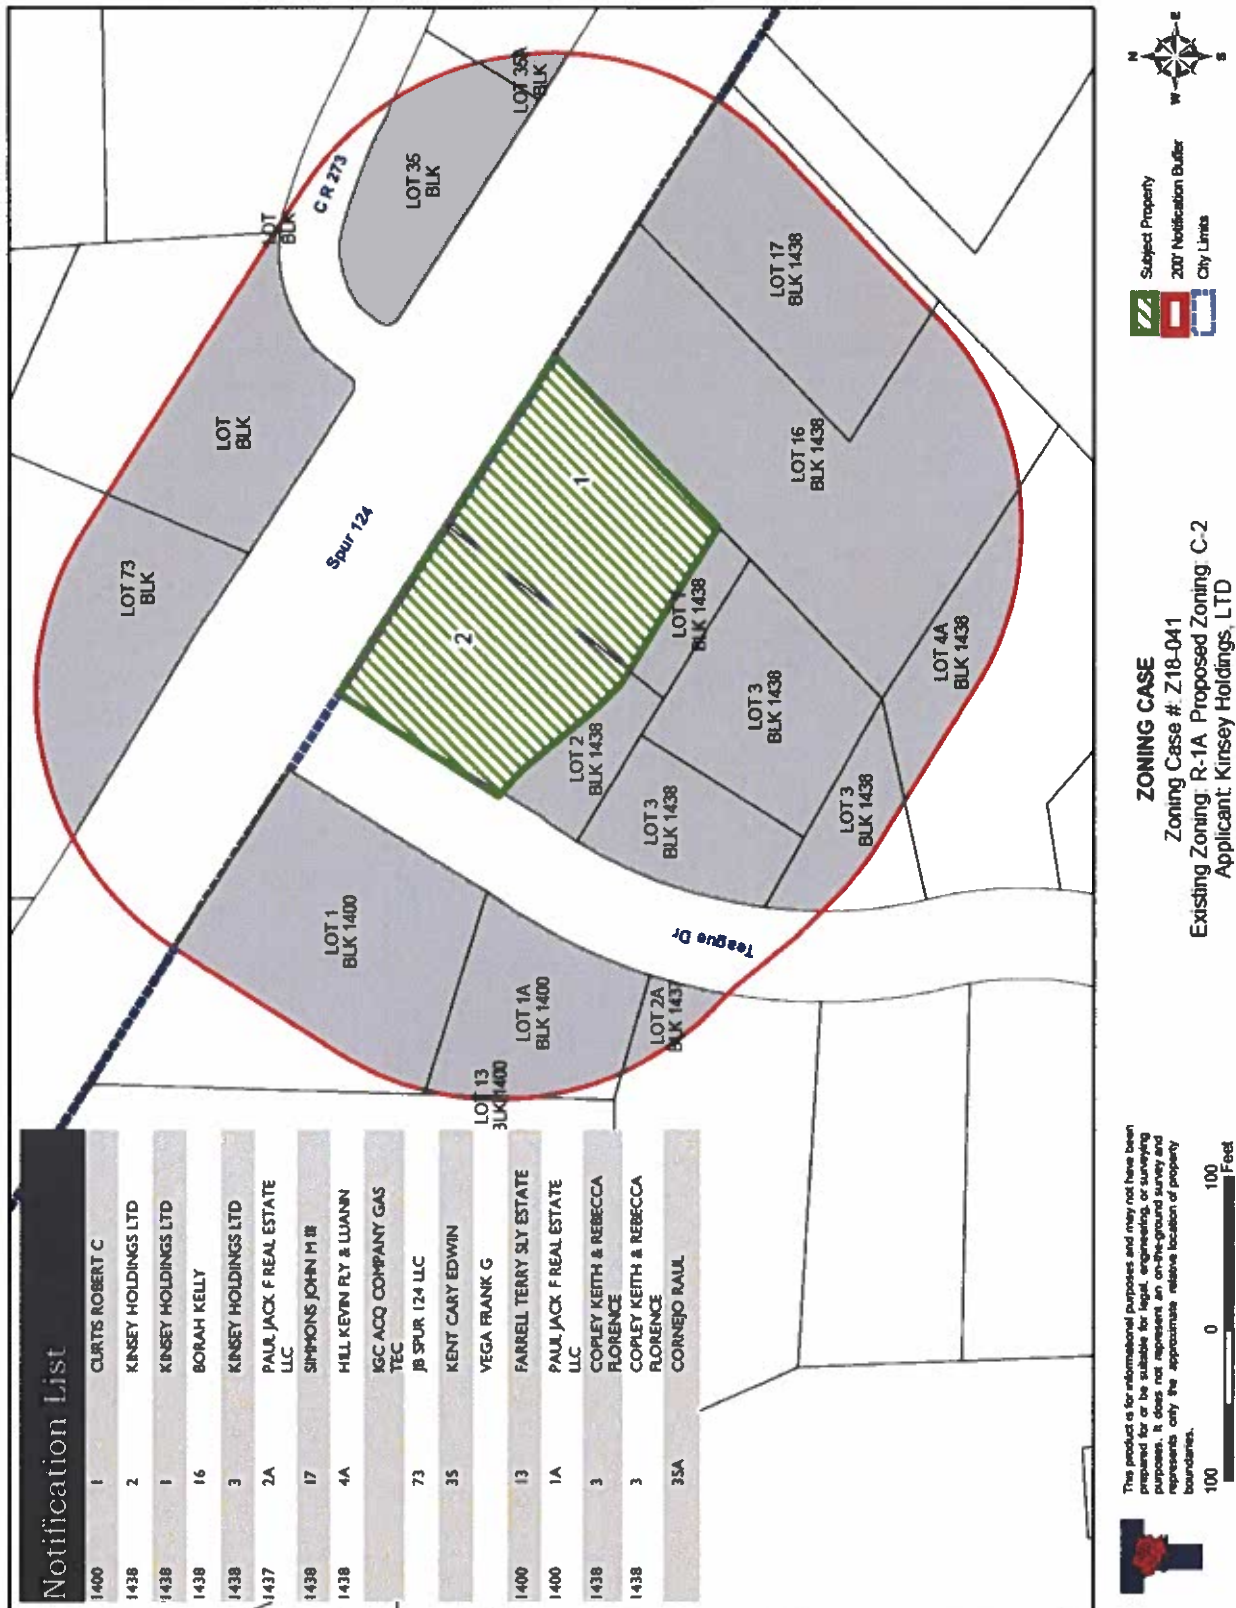 Notification List
1400 1 CURTIS ROBERT C
1438 2 KINSEY HOLDINGS LTD
1438 1 KINSEY HOLDINGS LTD
1438 16 BORAH KELLY
1438 3 KINSEY HOLDINGS LTD
1437 2A PAUL JACK F REAL ESTATE
LLC
1438 17 SIMMONS JOHN M III
1438 4A HILL KEVIN FLY & LUANN
KGC ACQ COMPANY GAS
TEC
73 JB SPUR 124 LLC
35 KENT CARY EDWIN
VEGA FRANK G
1400 13 FARRELL TERRY SLY ESTATE
1400 1A PAUL JACK F REAL ESTATE
LLC
1438 3 COPLEY KEITH & REBECCA
FLORENCE
1438 3 COPLEY KEITH & REBECCA
FLORENCE
35A CORNEJO RAUL
LOT 73
BLK
LOT
BLK
LOT
BLK
C R 273
LOT 35
BLK
LOT 35A
BLK
Spur 124
2
1
LOT 1
BLK 1400
LOT 1A
BLK 1400
LOT 13
BLK 1400
LOT 2A
BLK 1437
Teague Dr
LOT 2
BLK 1438
LOT 1
BLK 1438
LOT 3
BLK 1438
LOT 3
BLK 1438
LOT 3
BLK 1438
LOT 4A
BLK 1438
LOT 16
BLK 1438
LOT 17
BLK 1438
This product is for informational purposes and may not have been
prepared for or be suitable for legal, engineering, or surveying
purposes. It does not represent an on-the-ground survey and
represents only the approximate relative location of property
boundaries.
100 0 100
Feet
ZONING CASE
Zoning Case #: Z18-041
Existing Zoning: R-1A Proposed Zoning: C-2
Applicant: Kinsey Holdings, LTD
Subject Property
200' Notification Buffer
City Limits
N
W E
S